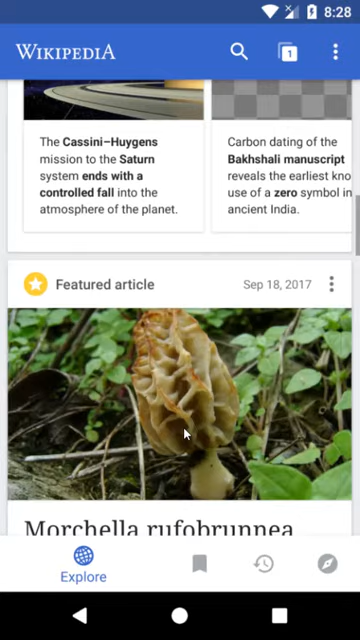 8:28
WIKIPEDIA
1
The Cassini–Huygens
mission to the Saturn
system ends with a
controlled fall into the
atmosphere of the planet.
Carbon dating of the
Bakhshali manuscript
reveals the earliest kno
use of a zero symbol in
ancient India.
Featured article
Sep 18, 2017
Morchella rufobrunnea
Explore